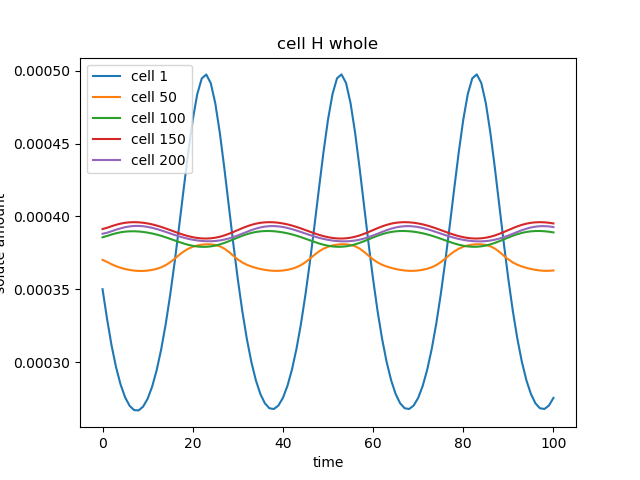 cell H whole
0.00050
0.00045
0.00040
0.00035
0.00030
cell 1
cell 50
cell 100
cell 150
cell 200
solute amount
0
20
40
60
80
100
time